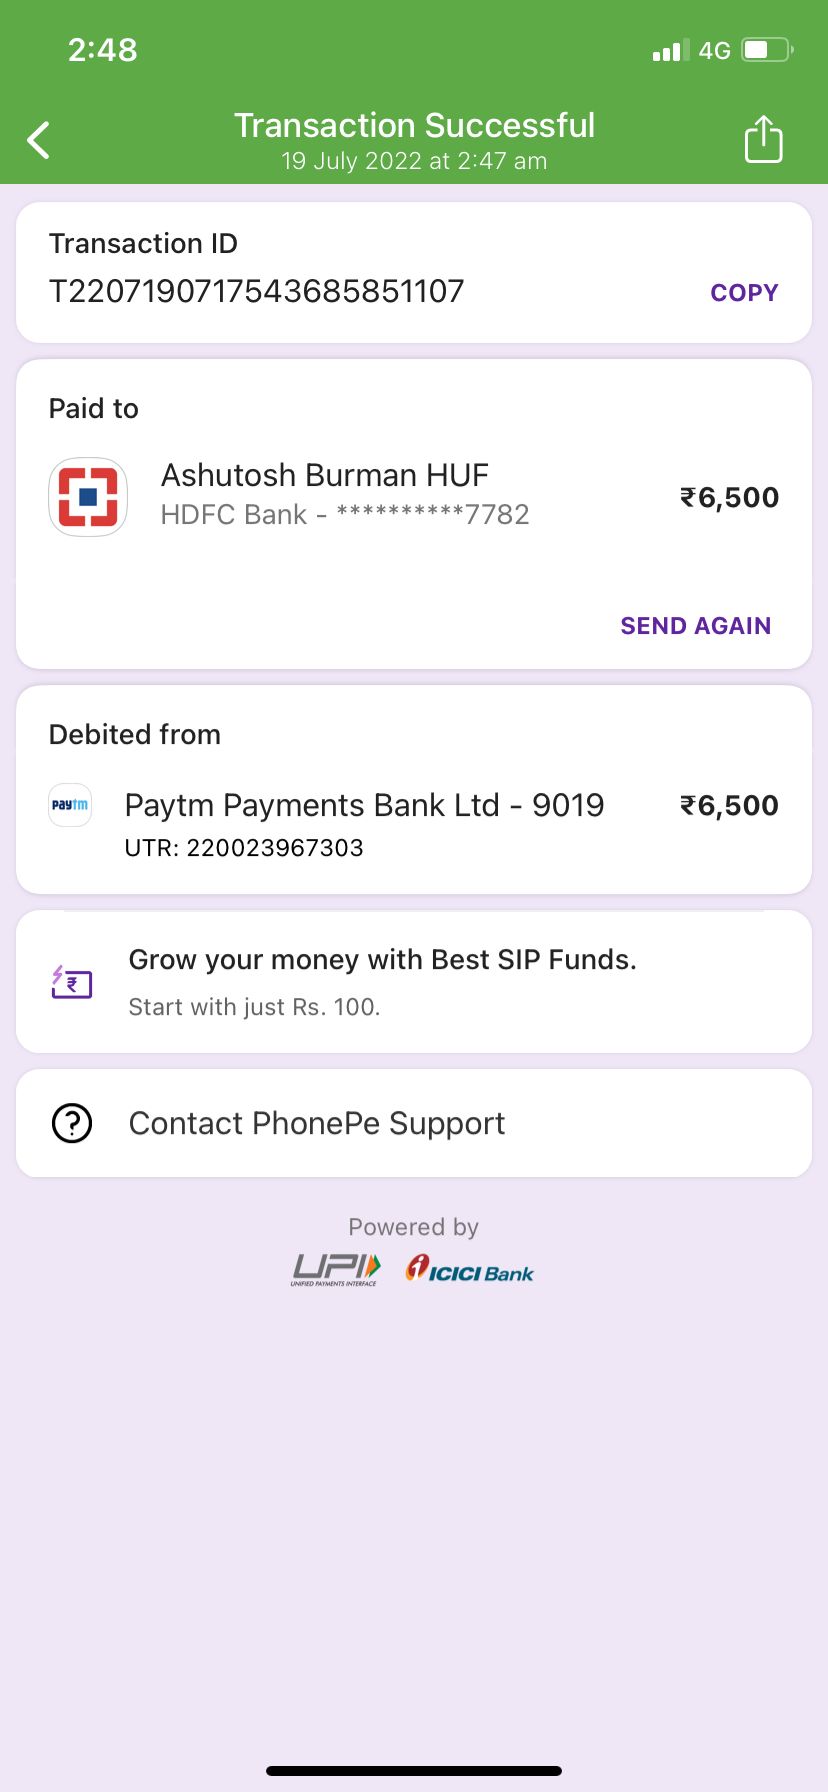 2:48
4G
Transaction Successful
19 July 2022 at 2:47 am
Transaction ID
T2207190717543685851107
COPY
Paid to
Ashutosh Burman HUF
HDFC Bank - **********7782
₹6,500
SEND AGAIN
Debited from
paytm
Paytm Payments Bank Ltd - 9019
₹6,500
UTR: 220023967303
Grow your money with Best SIP Funds.
Start with just Rs. 100.
Contact PhonePe Support
Powered by
UPI
UNIFIED PAYMENTS INTERFACE
ICICI Bank